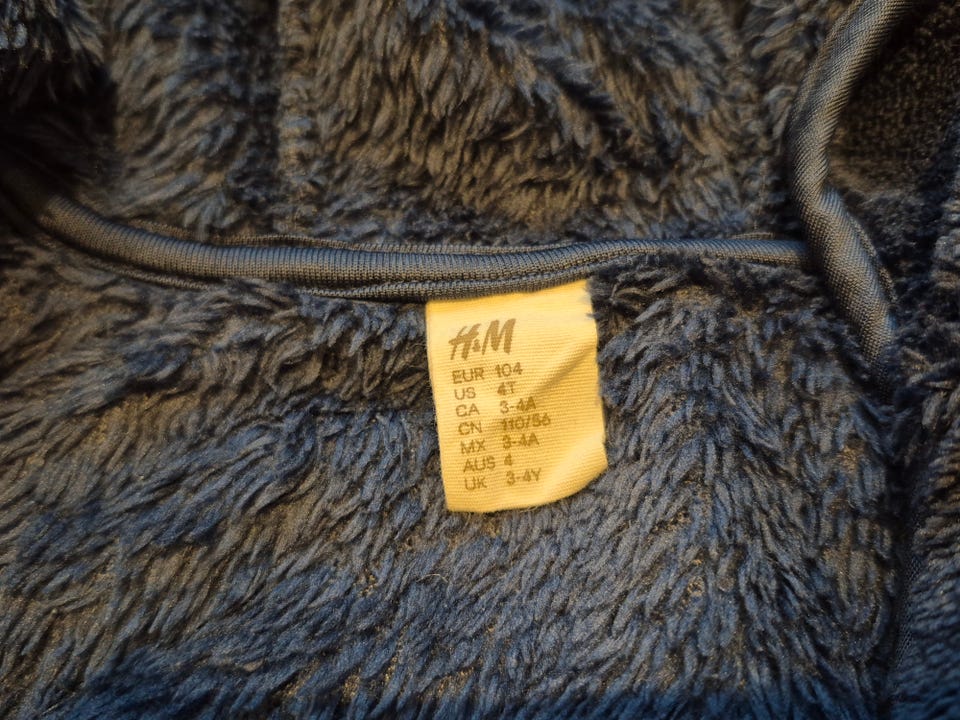 H&M
EUR 104
US 4T
CA 3-4A
CN 110/56
MX 3-4A
AUS 4
UK 3-4Y